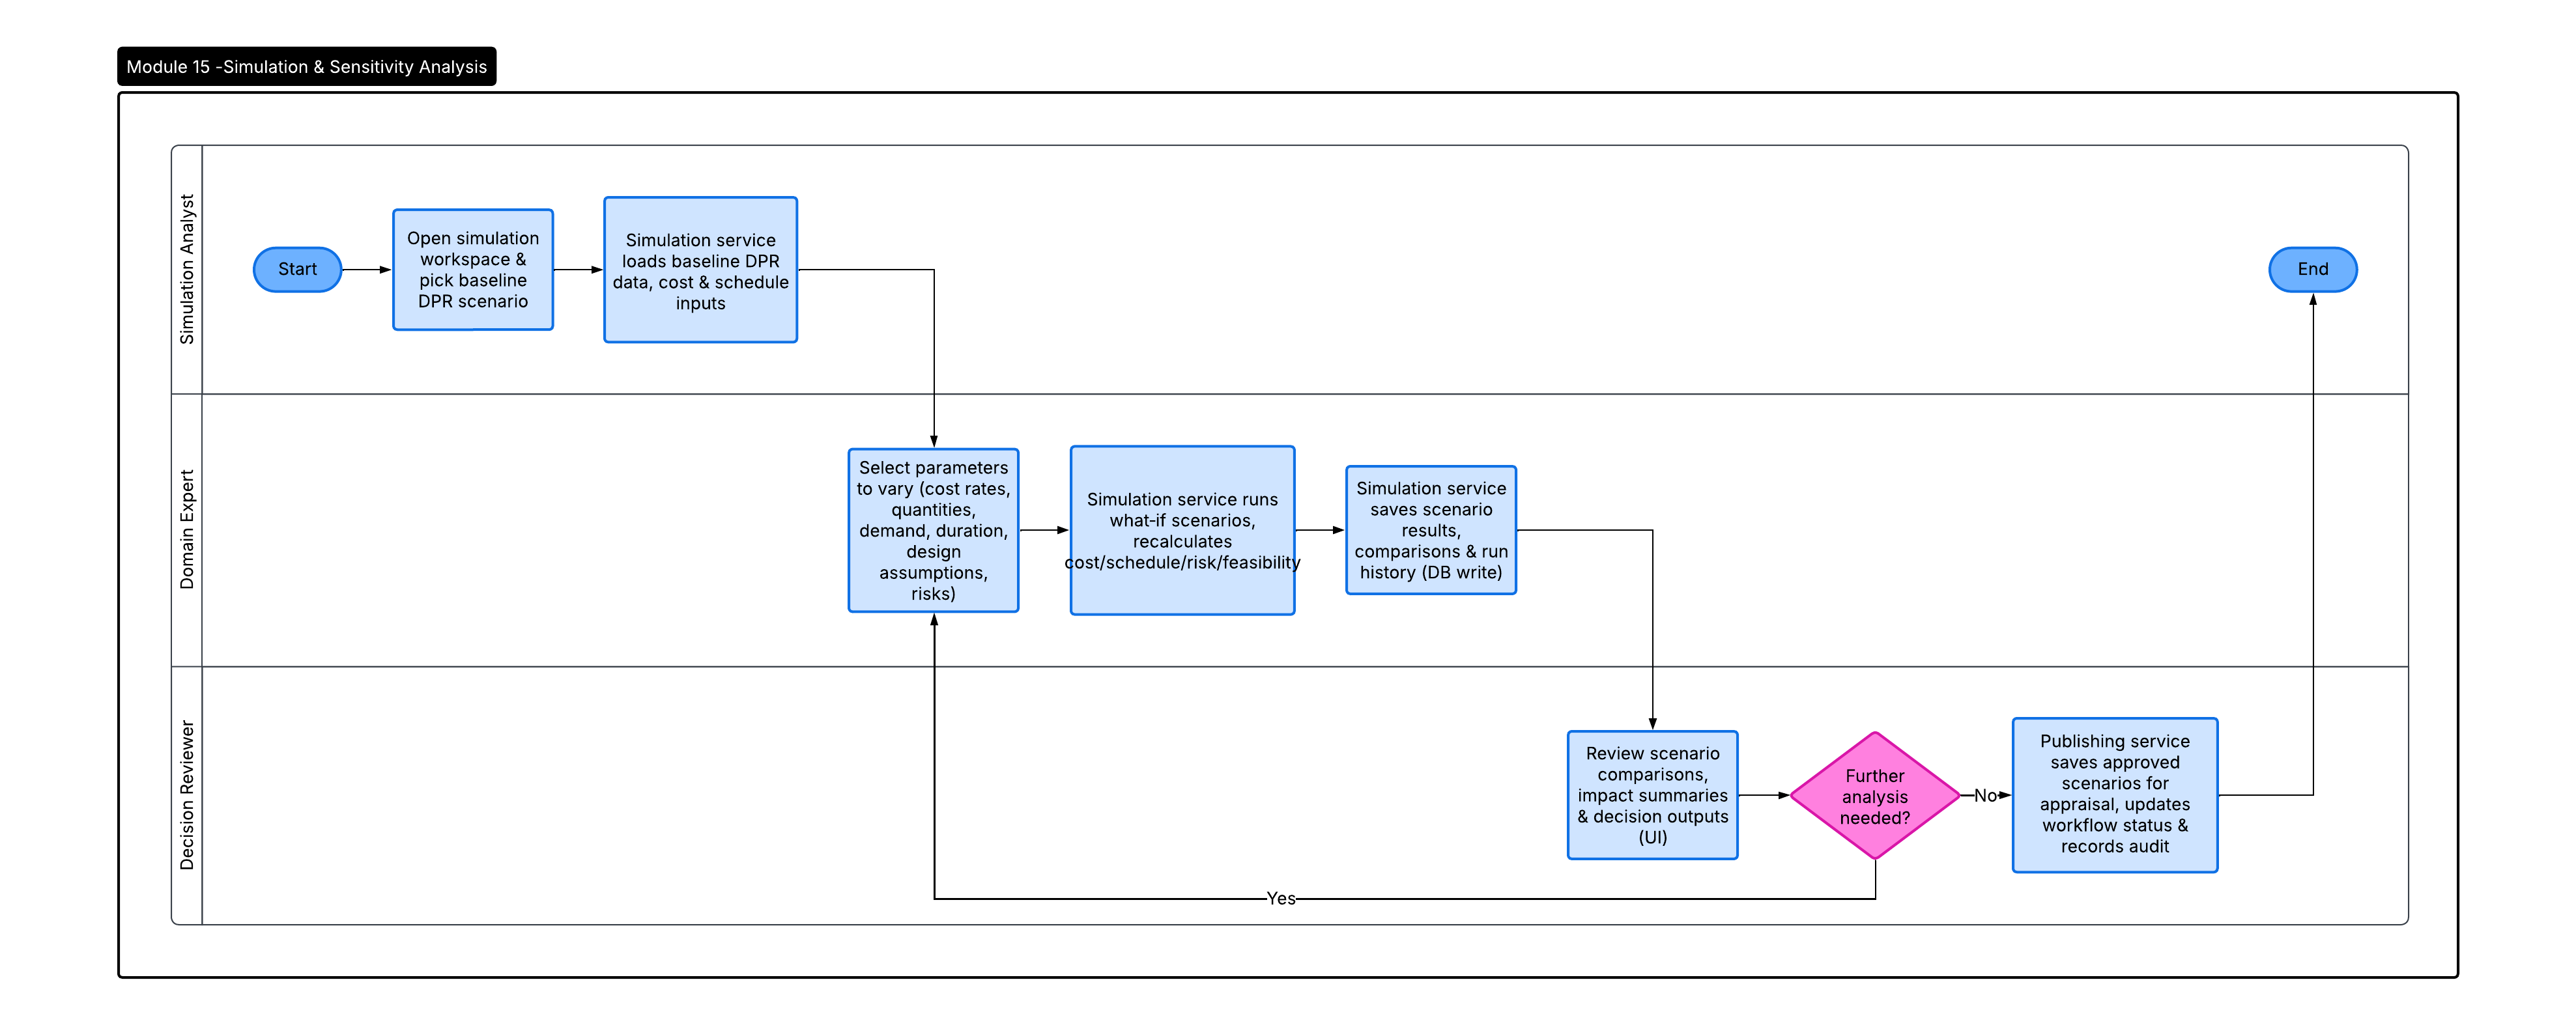 Module 15 -Simulation & Sensitivity Analysis
Simulation Analyst
Start
Open simulation
workspace &
pick baseline
DPR scenario
Simulation service
loads baseline DPR
data, cost & schedule
inputs
End
Domain Expert
Select parameters
to vary (cost rates,
quantities,
demand, duration,
design
assumptions,
risks)
Simulation service runs
what-if scenarios,
recalculates
cost/schedule/risk/feasibility
Simulation service
saves scenario
results,
comparisons & run
history (DB write)
Decision Reviewer
Review scenario
comparisons,
impact summaries
& decision outputs
(UI)
Further
analysis
needed?
No
Publishing service
saves approved
scenarios for
appraisal, updates
workflow status &
records audit
Yes